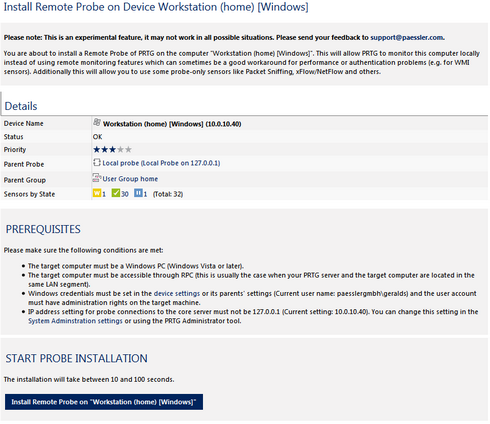 Install Remote Probe on Device Workstation (home) [Windows]
Please note: This is an experimental feature, it may not work in all possible situations. Please send your feedback to support@paessler.com.
You are about to install a Remote Probe of PRTG on the computer "Workstation (home) [Windows]". This will allow PRTG to monitor this computer locally
instead of using remote monitoring features which can sometimes be a good workaround for performance or authentication problems (e.g. for WMI
sensors). Additionally this will allow you to use some probe-only sensors like Packet Sniffing, xFlow/NetFlow and others.
Details
Device Name Workstation (home) [Windows] (10.0.10.40)
Status OK
Priority ★★★★★
Parent Probe Local probe (Local Probe on 127.0.0.1)
Parent Group User Group home
Sensors by State W 1 30 1 (Total: 32)
PREREQUISITES
Please make sure the following conditions are met:
• The target computer must be a Windows PC (Windows Vista or later).
• The target computer must be accessible through RPC (this is usually the case when your PRTG server and the target computer are located in the
same LAN segment).
• Windows credentials must be set in the device settings or its parents' settings (Current user name: paesslergmbh\geralds) and the user account
must have administration rights on the target machine.
• IP address setting for probe connections to the core server must not be 127.0.0.1 (Current setting: 10.0.10.40). You can change this setting in the
System Administration settings or using the PRTG Administrator tool.
START PROBE INSTALLATION
The installation will take between 10 and 100 seconds.
Install Remote Probe on "Workstation (home) [Windows]"